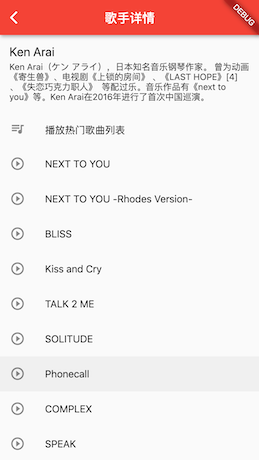 歌手详情
DEBUG
Ken Arai
Ken Arai（ケン アライ），日本知名音乐钢琴作家。 曾为动画
《寄生兽》、电视剧《上锁的房间》 、《LAST HOPE》[4]
、《失恋巧克力职人》 等配过乐。音乐作品有《next to
you》等。Ken Arai在2016年进行了首次中国巡演。
播放热门歌曲列表
NEXT TO YOU
NEXT TO YOU -Rhodes Version-
BLISS
Kiss and Cry
TALK 2 ME
SOLITUDE
Phonecall
COMPLEX
SPEAK